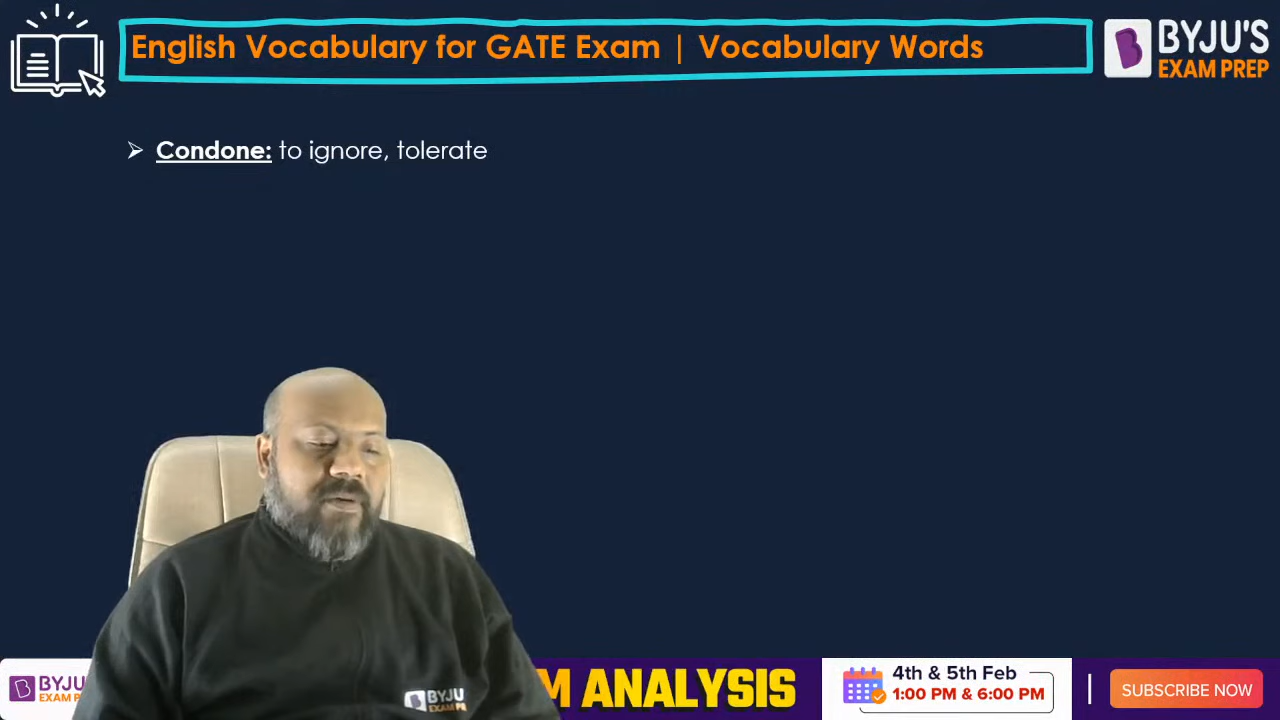 English Vocabulary for GATE Exam | Vocabulary Words
BYJU'S
EXAM PREP
➢ Condone: to ignore, tolerate
ANALYSIS
4th & 5th Feb
1:00 PM & 6:00 PM
SUBSCRIBE NOW